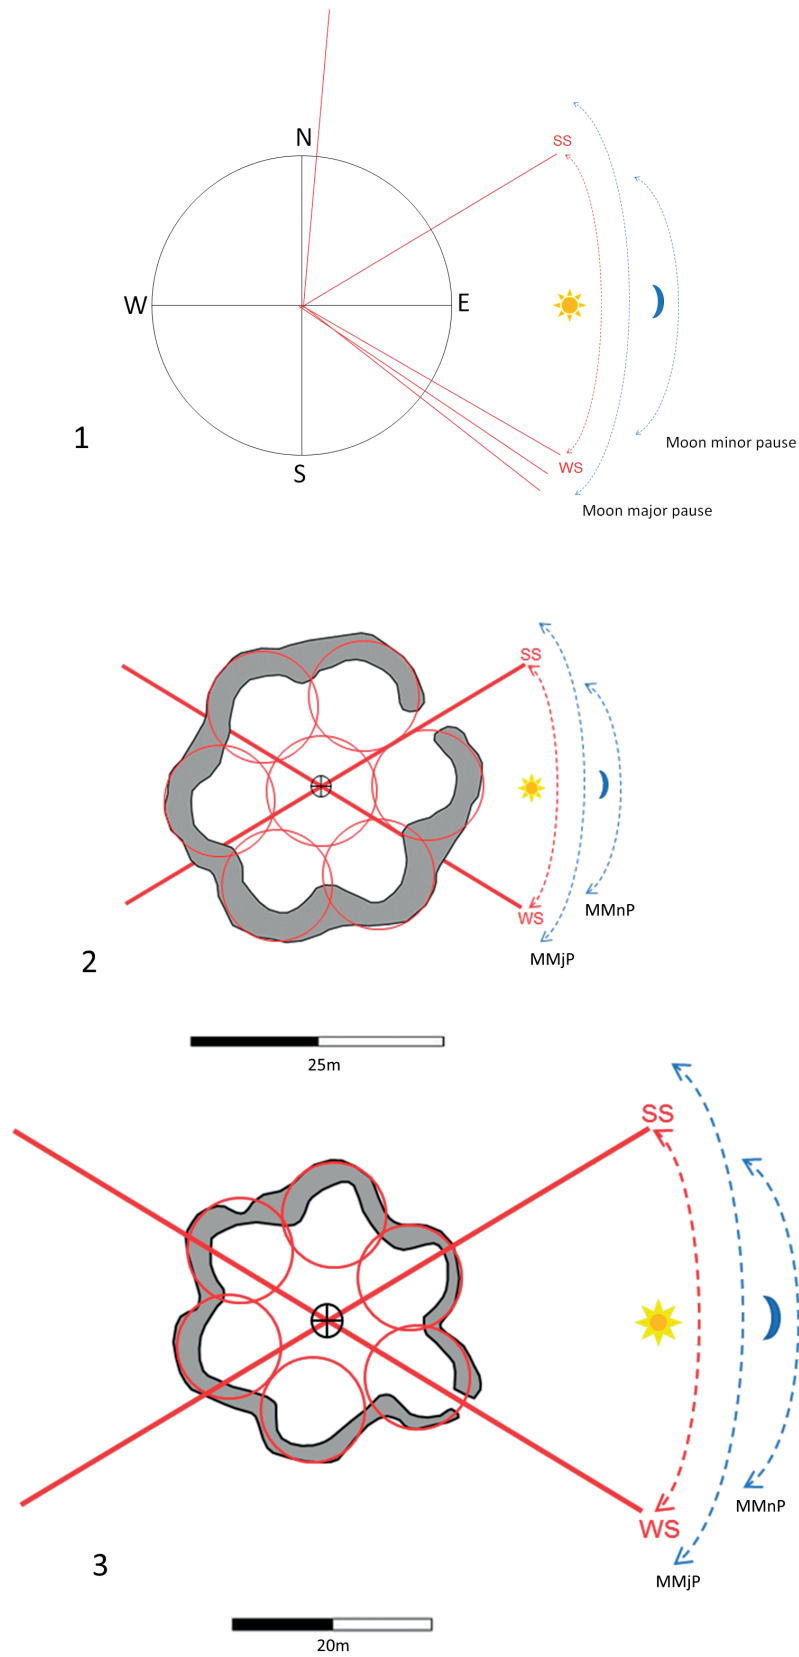 N
SS
W
E
1
Moon minor pause
WS
S
Moon major pause
SS
WS
MMnP
2
MMjP
25m
SS
MMnP
WS
3
MMjP
20m